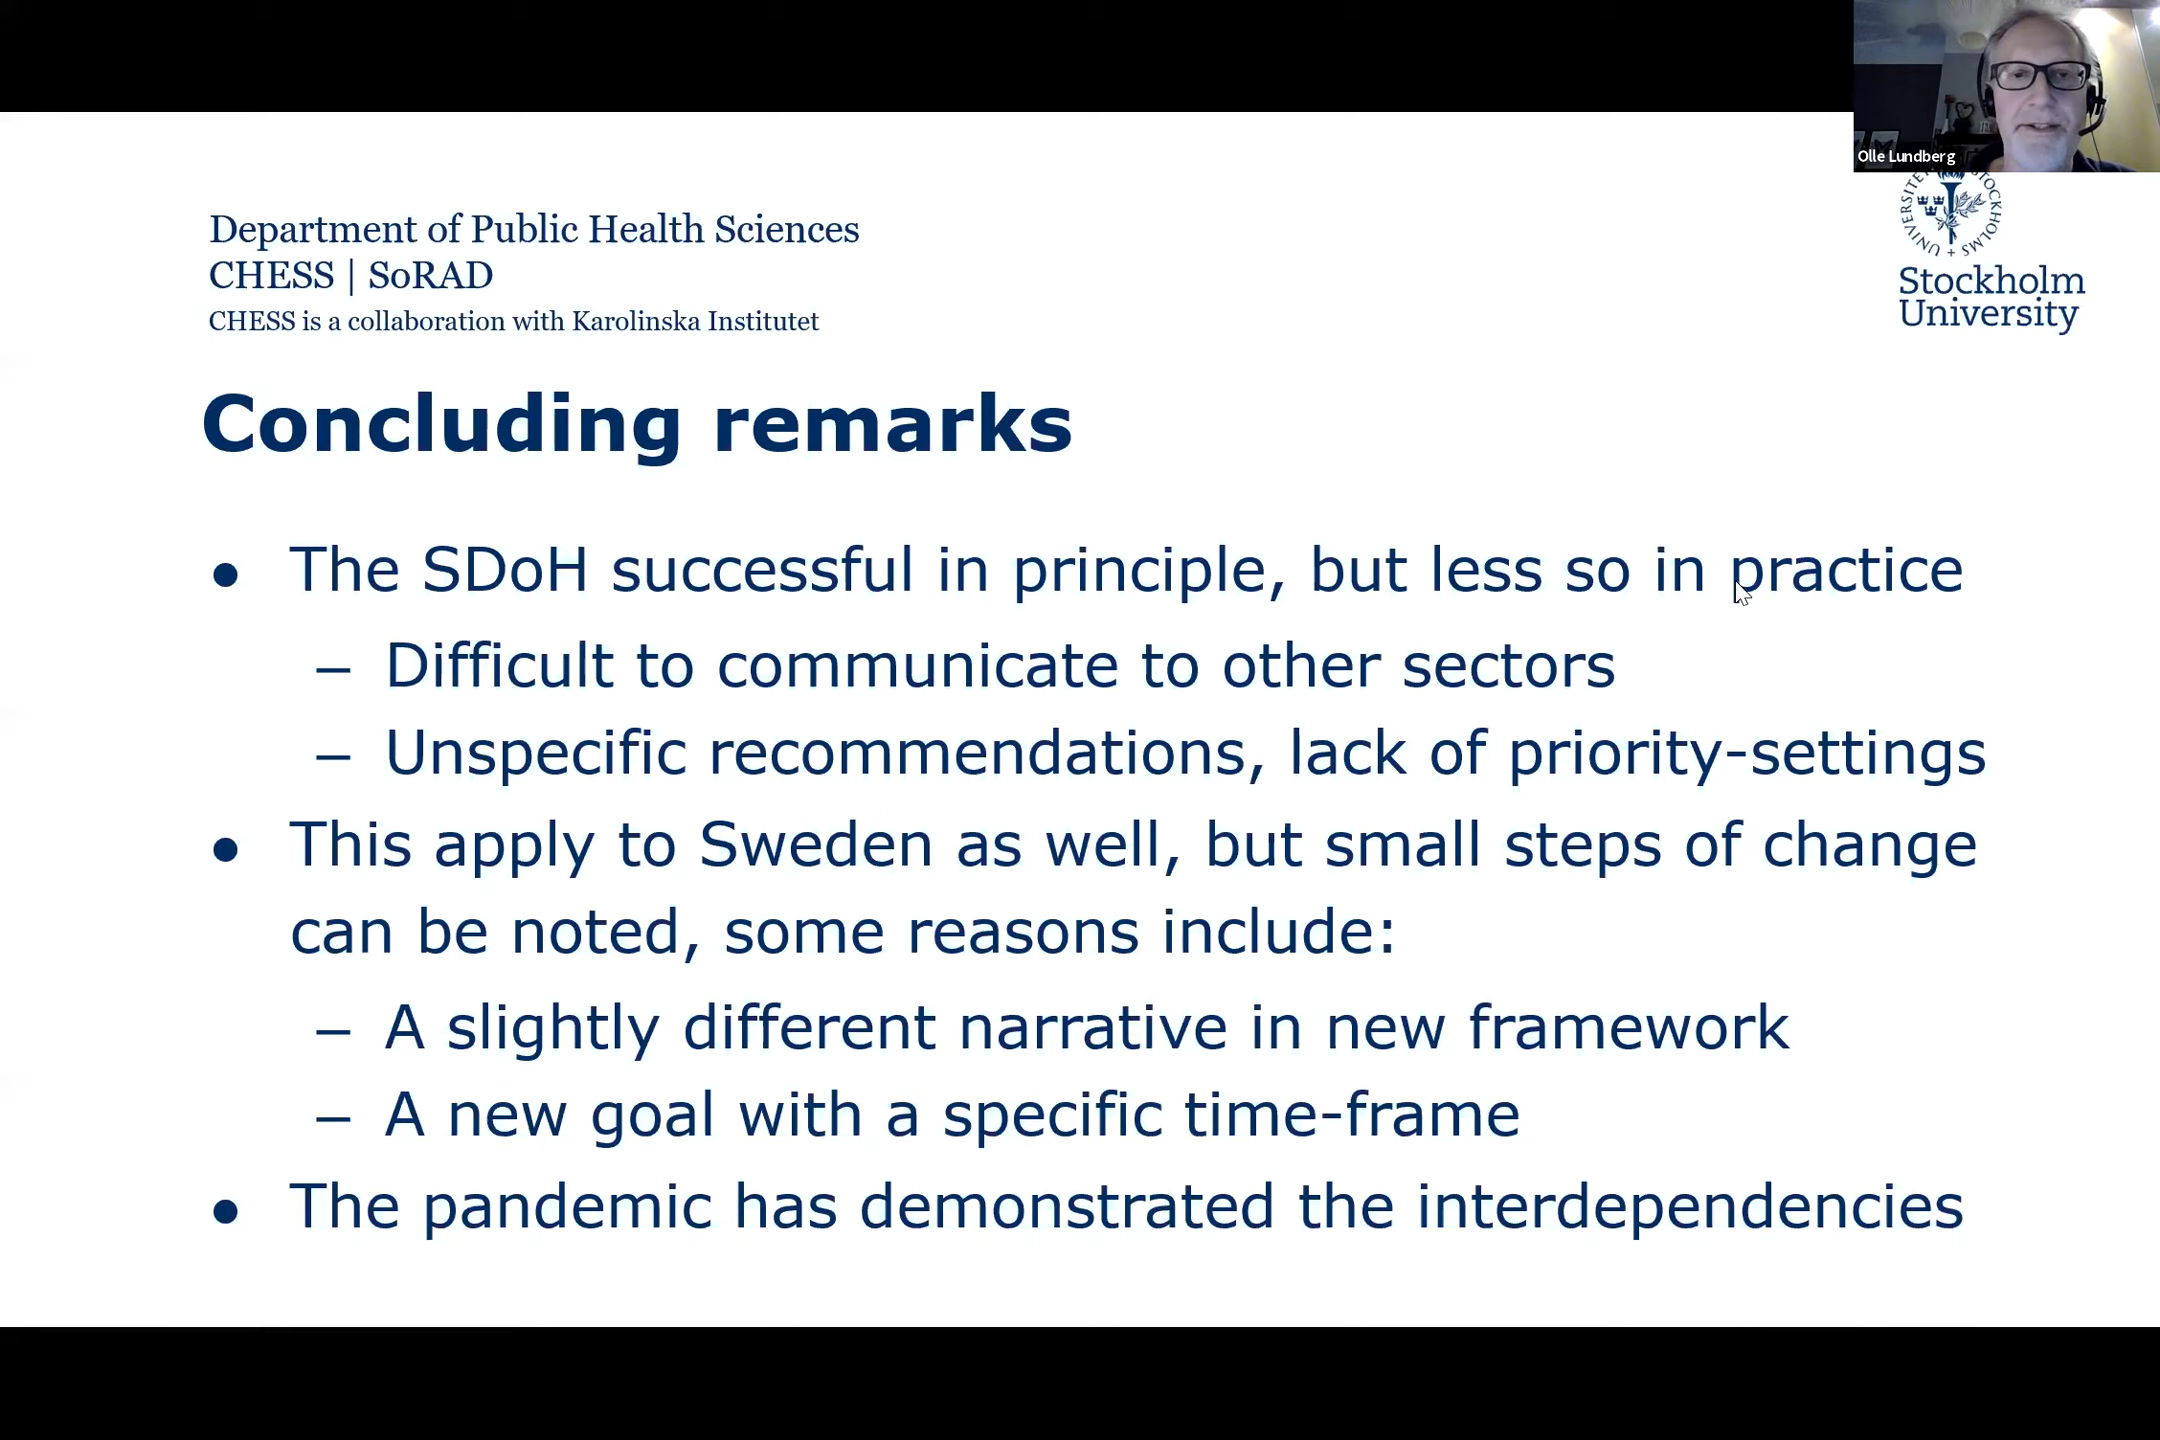 Olle Lundberg
Department of Public Health Sciences
CHESS | SoRAD
CHESS is a collaboration with Karolinska Institutet
Stockholm
University
Concluding remarks
● The SDoH successful in principle, but less so in practice
– Difficult to communicate to other sectors
– Unspecific recommendations, lack of priority-settings
● This apply to Sweden as well, but small steps of change
can be noted, some reasons include:
– A slightly different narrative in new framework
– A new goal with a specific time-frame
● The pandemic has demonstrated the interdependencies